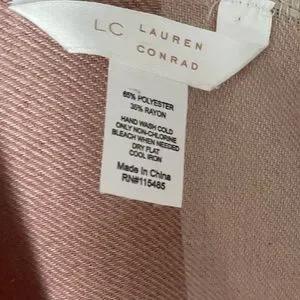 LC LAUREN
CONRAD
65% POLYESTER
35% RAYON
HAND WASH COLD
ONLY NON-CHLORINE
BLEACH WHEN NEEDED
DRY FLAT
COOL IRON
Made in China
RN#115485